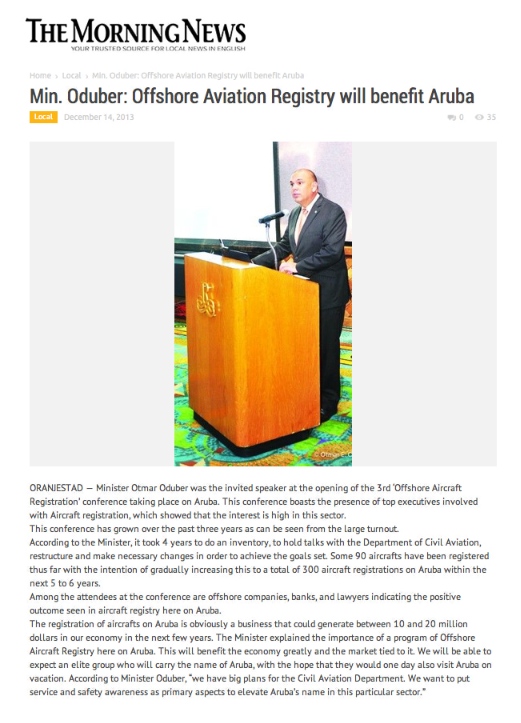 THE MORNING NEWS
YOUR TRUSTED SOURCE FOR LOCAL NEWS IN ENGLISH
Home › Local › Min. Oduber: Offshore Aviation Registry will benefit Aruba
Min. Oduber: Offshore Aviation Registry will benefit Aruba
Local December 14, 2013 0 35
© Otmar E. O
ORANJESTAD — Minister Otmar Oduber was the invited speaker at the opening of the 3rd ‘Offshore Aircraft
Registration’ conference taking place on Aruba. This conference boasts the presence of top executives involved
with Aircraft registration, which showed that the interest is high in this sector.
This conference has grown over the past three years as can be seen from the large turnout.
According to the Minister, it took 4 years to do an inventory, to hold talks with the Department of Civil Aviation,
restructure and make necessary changes in order to achieve the goals set. Some 90 aircrafts have been registered
thus far with the intention of gradually increasing this to a total of 300 aircraft registrations on Aruba within the
next 5 to 6 years.
Among the attendees at the conference are offshore companies, banks, and lawyers indicating the positive
outcome seen in aircraft registry here on Aruba.
The registration of aircrafts on Aruba is obviously a business that could generate between 10 and 20 million
dollars in our economy in the next few years. The Minister explained the importance of a program of Offshore
Aircraft Registry here on Aruba. This will benefit the economy greatly and the market tied to it. We will be able to
expect an elite group who will carry the name of Aruba, with the hope that they would one day also visit Aruba on
vacation. According to Minister Oduber, “we have big plans for the Civil Aviation Department. We want to put
service and safety awareness as primary aspects to elevate Aruba’s name in this particular sector.”